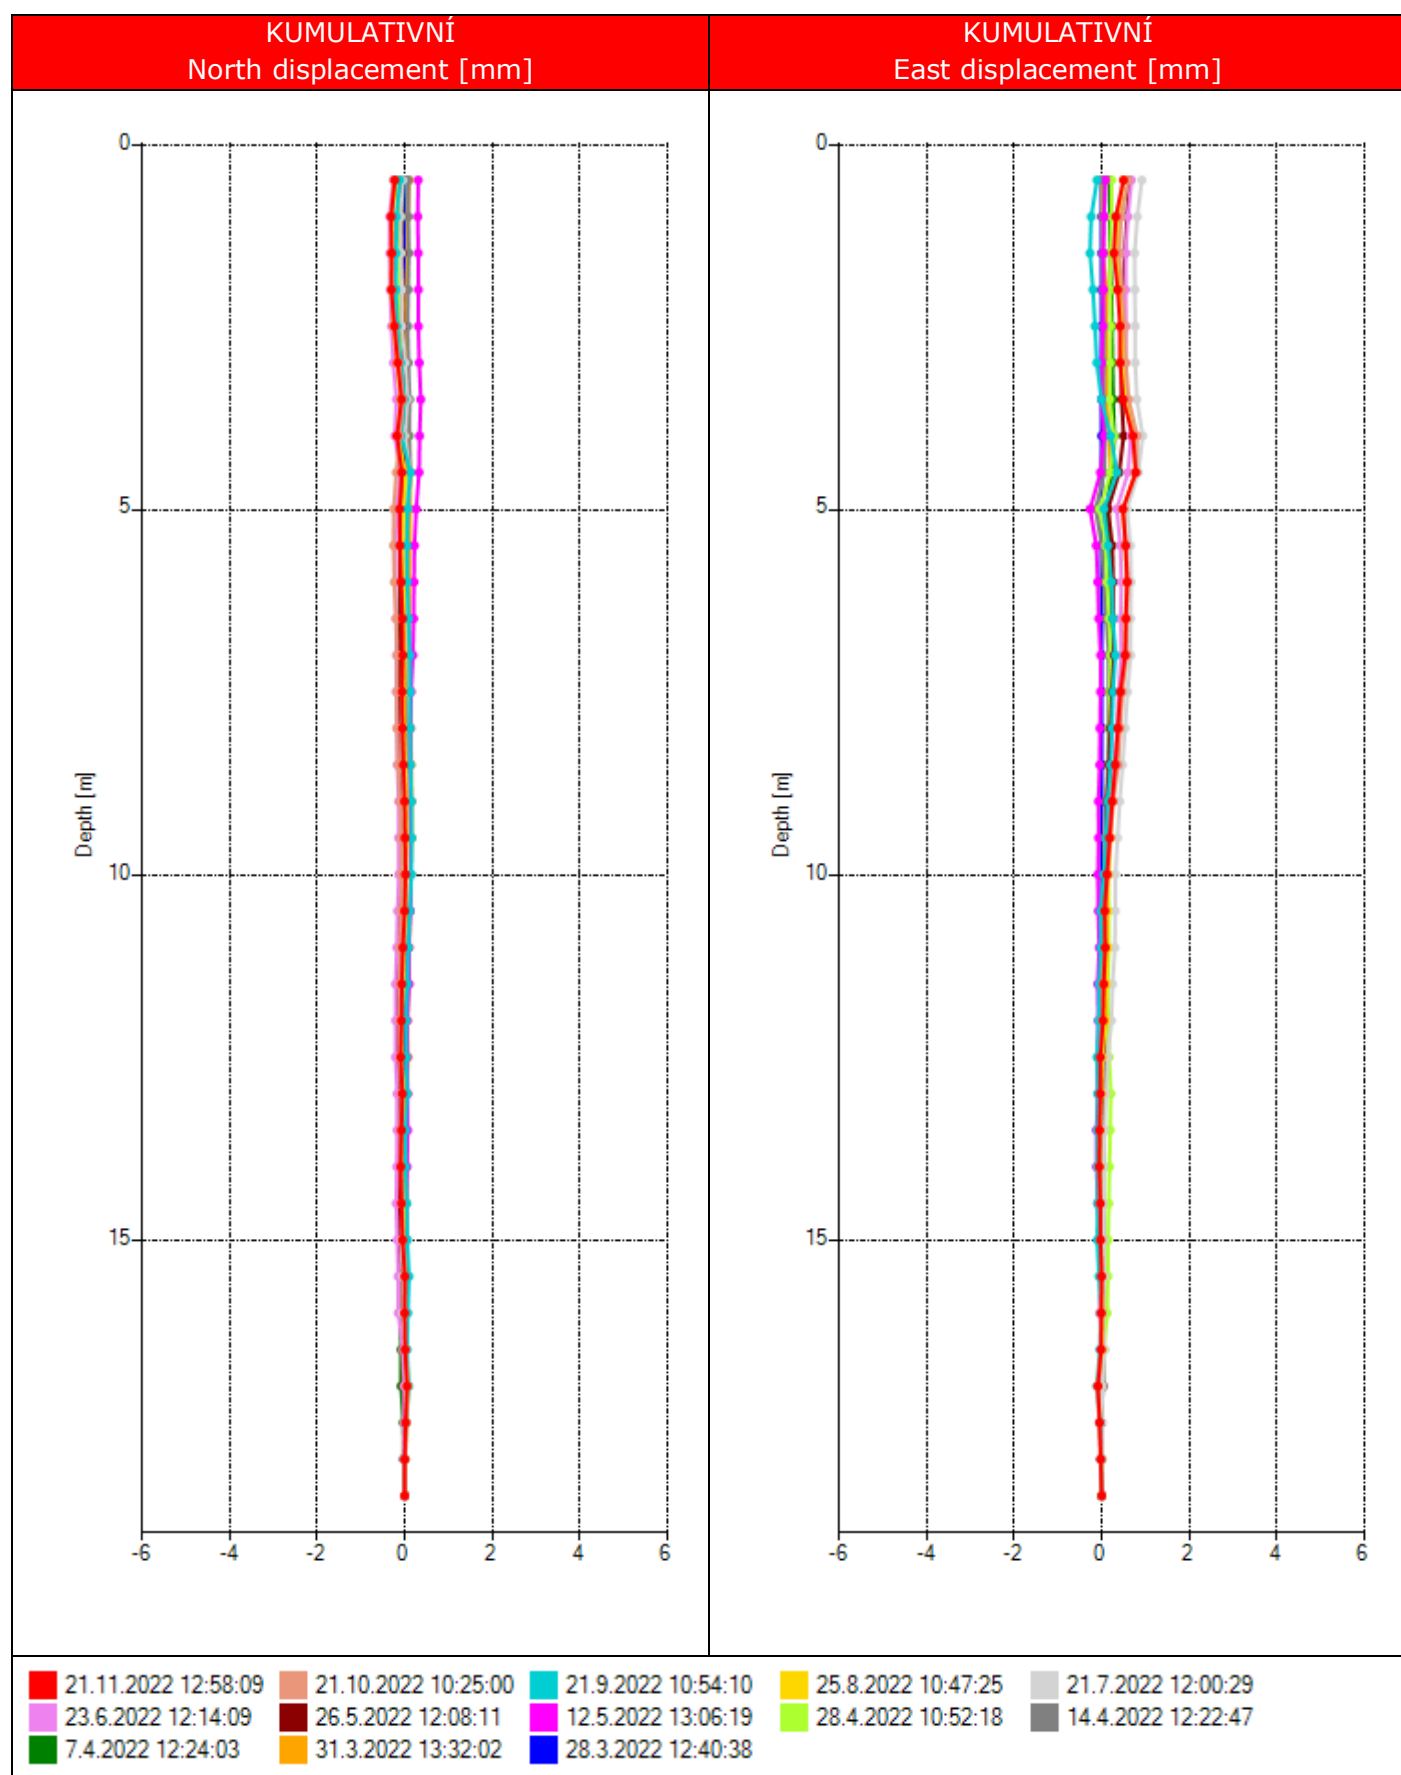 KUMULATIVNÍ
North displacement [mm]
KUMULATIVNÍ
East displacement [mm]
0
5
10
15
Depth [m]
-6 -4 -2 0 2 4 6
0
5
10
15
Depth [m]
-6 -4 -2 0 2 4 6
21.11.2022 12:58:09 21.10.2022 10:25:00 21.9.2022 10:54:10 25.8.2022 10:47:25 21.7.2022 12:00:29
23.6.2022 12:14:09 26.5.2022 12:08:11 12.5.2022 13:06:19 28.4.2022 10:52:18 14.4.2022 12:22:47
7.4.2022 12:24:03 31.3.2022 13:32:02 28.3.2022 12:40:38